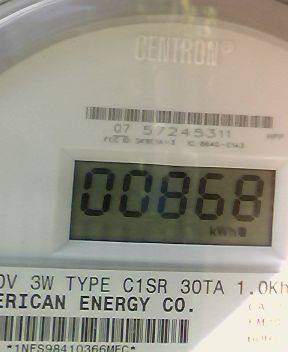 CENTRON®
07 57245311
00868
kWh
0V 3W TYPE C1SR 30TA 1.0Kh
ERICAN ENERGY CO.
*1NFS98410366MFC*